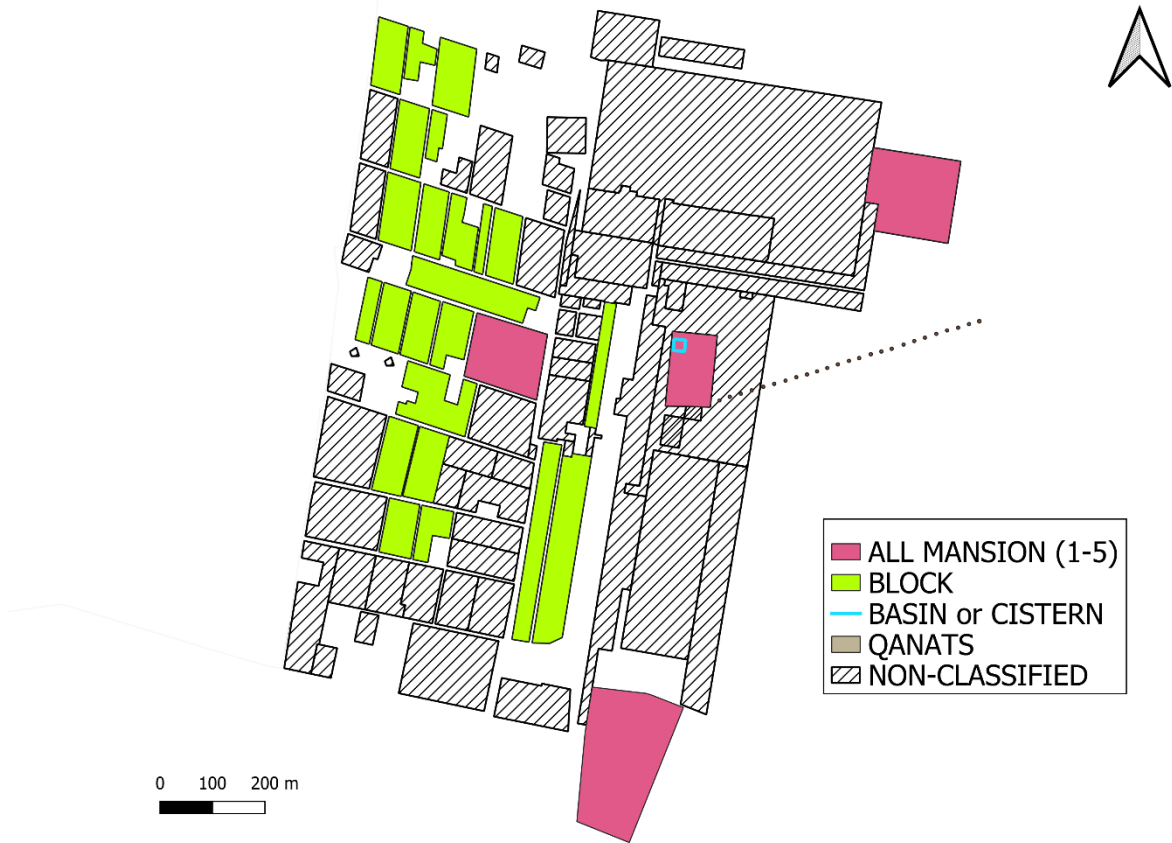 ALL MANSION (1-5)
BLOCK
BASIN or CISTERN
QANATS
NON-CLASSIFIED
0 100 200 m